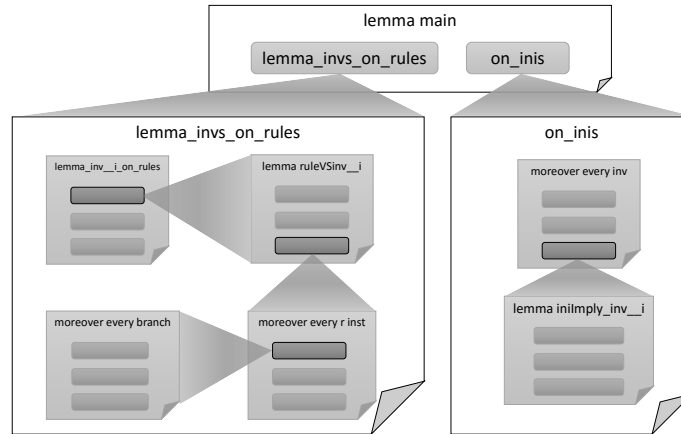 lemma main
lemma_invs_on_rules
on_inis
lemma_invs_on_rules
lemma_inv__i_on_rules
lemma ruleVSinv__i
moreover every branch
moreover every r inst
on_inis
moreover every inv
lemma iniImply_inv__i